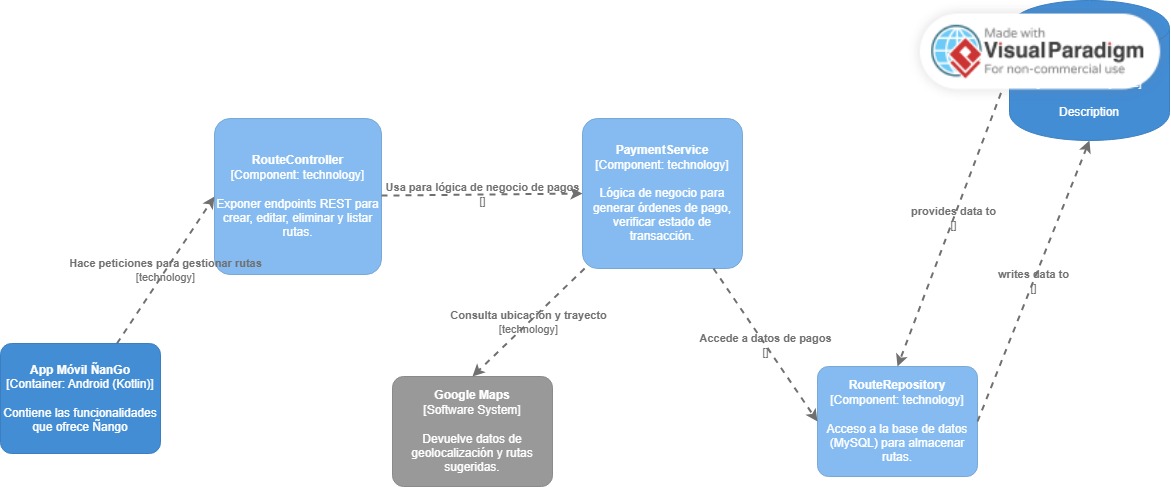 Made with
Visual Paradigm
For non-commercial use
Description
RouteController
[Component: technology]
Exponer endpoints REST para
crear, editar, eliminar y listar
rutas.
Usa para lógica de negocio de pagos
[]
PaymentService
[Component: technology]
Lógica de negocio para
generar órdenes de pago,
verificar estado de
transacción.
provides data to
[]
Hace peticiones para gestionar rutas
[technology]
writes data to
[]
Consulta ubicación y trayecto
[technology]
Accede a datos de pagos
[]
App Móvil ÑanGo
[Container: Android (Kotlin)]
Contiene las funcionalidades
que ofrece Ñango
Google Maps
[Software System]
Devuelve datos de
geolocalización y rutas
sugeridas.
RouteRepository
[Component: technology]
Acceso a la base de datos
(MySQL) para almacenar
rutas.